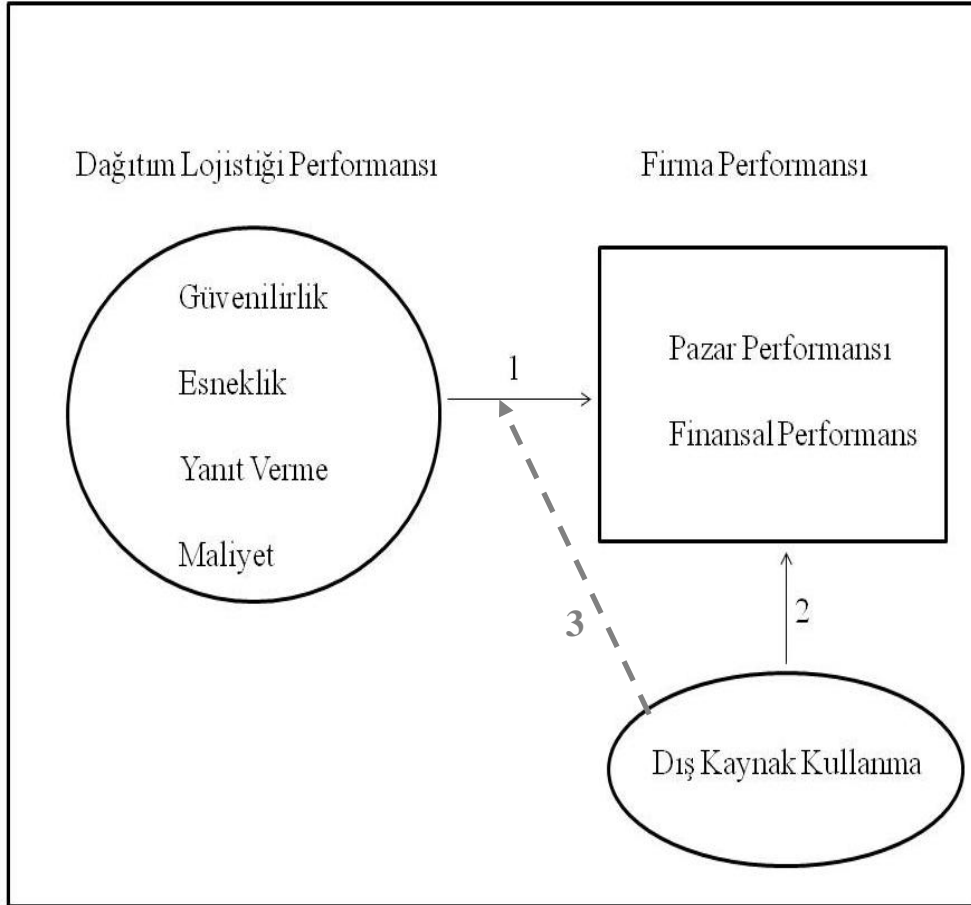 Dağıtım Lojistiği Performansı
Firma Performansı
Güvenilirlik
Esneklik
Yanıt Verme
Maliyet
1
Pazar Performansı
Finansal Performans
3
2
Dış Kaynak Kullanma